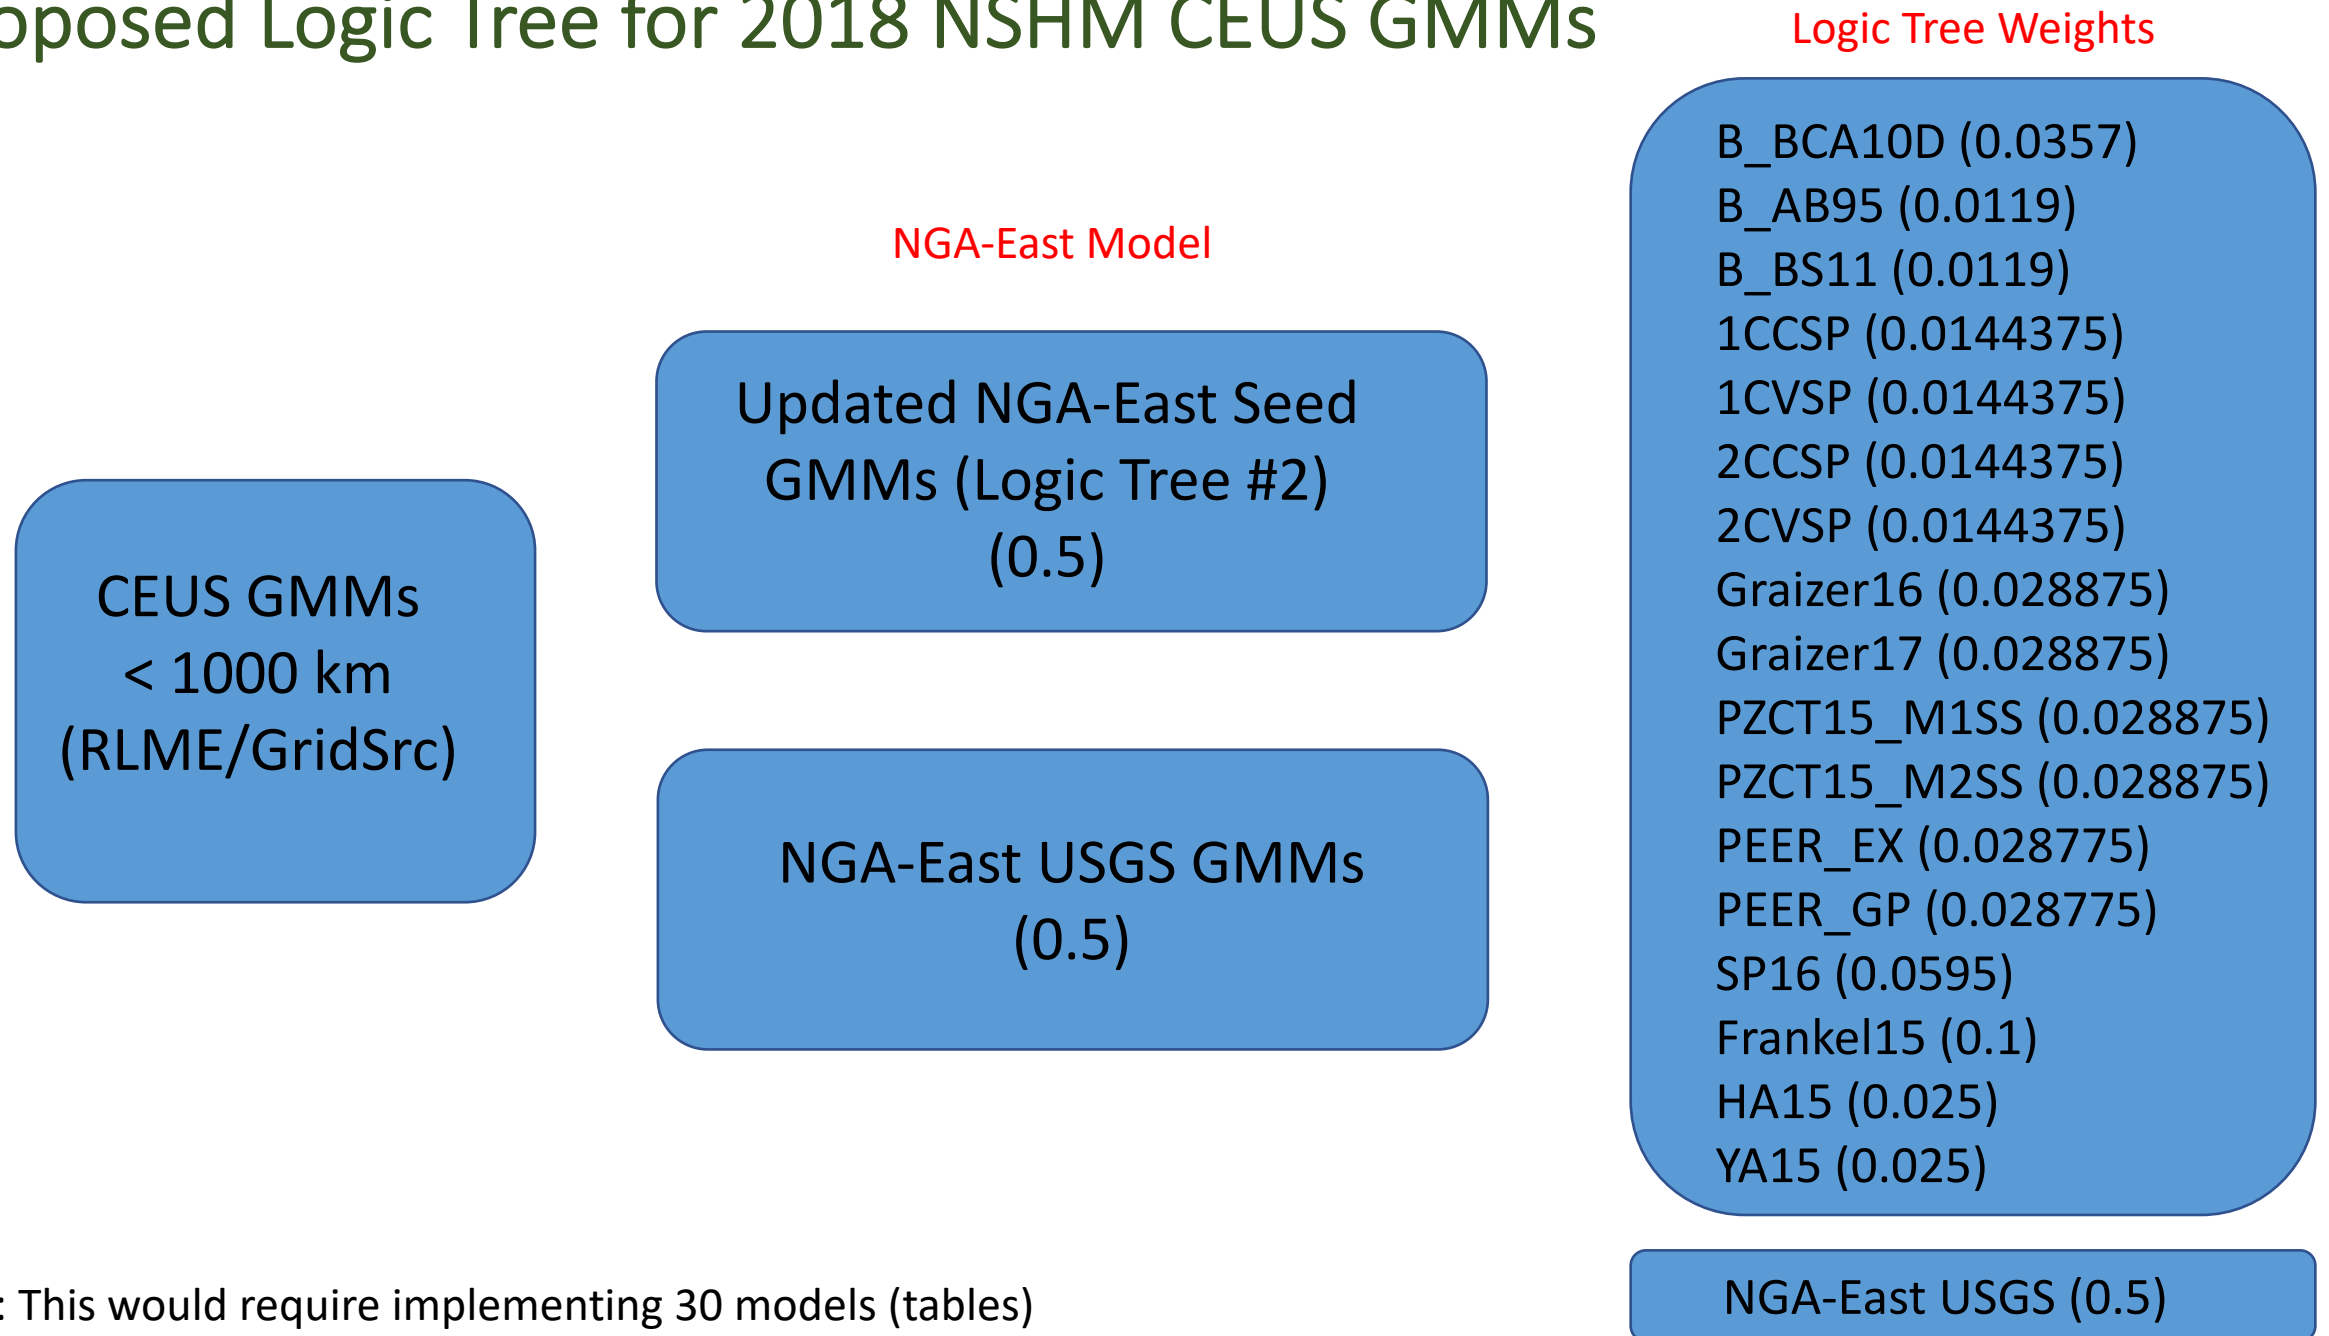 oposed Logic Tree for 2018 NSHM CEUS GMMs
Logic Tree Weights
NGA-East Model
CEUS GMMs
< 1000 km
(RLME/GridSrc)
Updated NGA-East Seed
GMMs (Logic Tree #2)
(0.5)
NGA-East USGS GMMs
(0.5)
B_BCA10D (0.0357)
B_AB95 (0.0119)
B_BS11 (0.0119)
1CCSP (0.0144375)
1CVSP (0.0144375)
2CCSP (0.0144375)
2CVSP (0.0144375)
Graizer16 (0.028875)
Graizer17 (0.028875)
PZCT15_M1SS (0.028875)
PZCT15_M2SS (0.028875)
PEER_EX (0.028775)
PEER_GP (0.028775)
SP16 (0.0595)
Frankel15 (0.1)
HA15 (0.025)
YA15 (0.025)
NGA-East USGS (0.5)
: This would require implementing 30 models (tables)